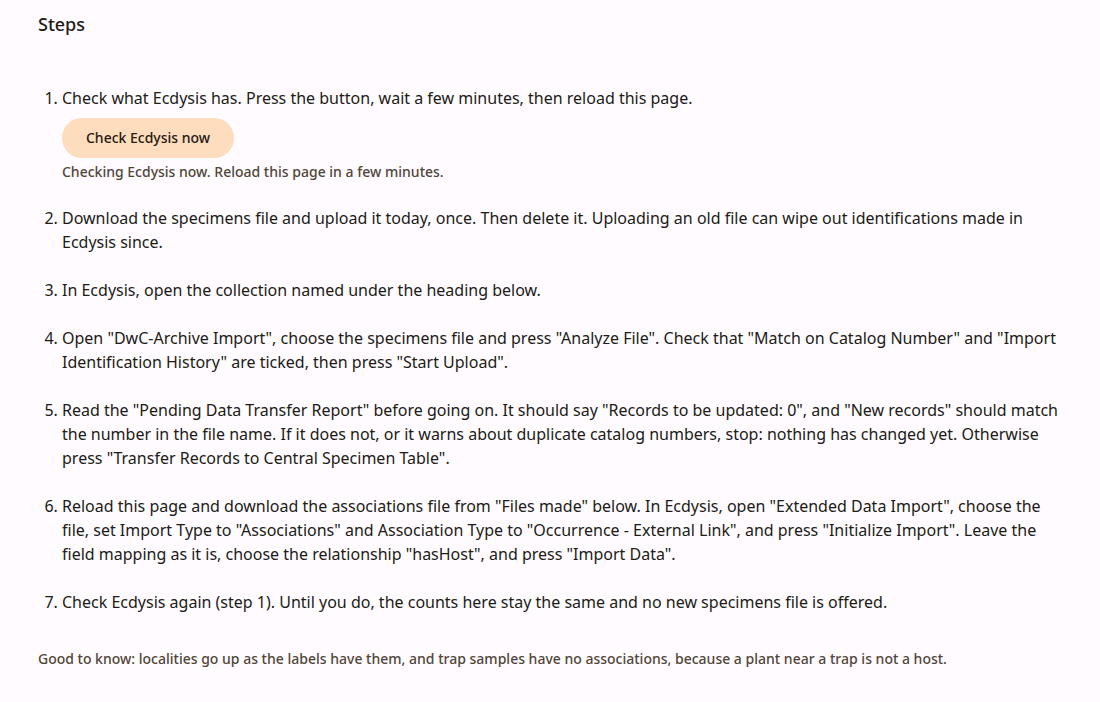 Steps
1. Check what Ecdysis has. Press the button, wait a few minutes, then reload this page.
Check Ecdysis now
Checking Ecdysis now. Reload this page in a few minutes.
2. Download the specimens file and upload it today, once. Then delete it. Uploading an old file can wipe out identifications made in
Ecdysis since.
3. In Ecdysis, open the collection named under the heading below.
4. Open "DwC-Archive Import", choose the specimens file and press "Analyze File". Check that "Match on Catalog Number" and "Import
Identification History" are ticked, then press "Start Upload".
5. Read the "Pending Data Transfer Report" before going on. It should say "Records to be updated: 0", and "New records" should match
the number in the file name. If it does not, or it warns about duplicate catalog numbers, stop: nothing has changed yet. Otherwise
press "Transfer Records to Central Specimen Table".
6. Reload this page and download the associations file from "Files made" below. In Ecdysis, open "Extended Data Import", choose the
file, set Import Type to "Associations" and Association Type to "Occurrence - External Link", and press "Initialize Import". Leave the
field mapping as it is, choose the relationship "hasHost", and press "Import Data".
7. Check Ecdysis again (step 1). Until you do, the counts here stay the same and no new specimens file is offered.
Good to know: localities go up as the labels have them, and trap samples have no associations, because a plant near a trap is not a host.